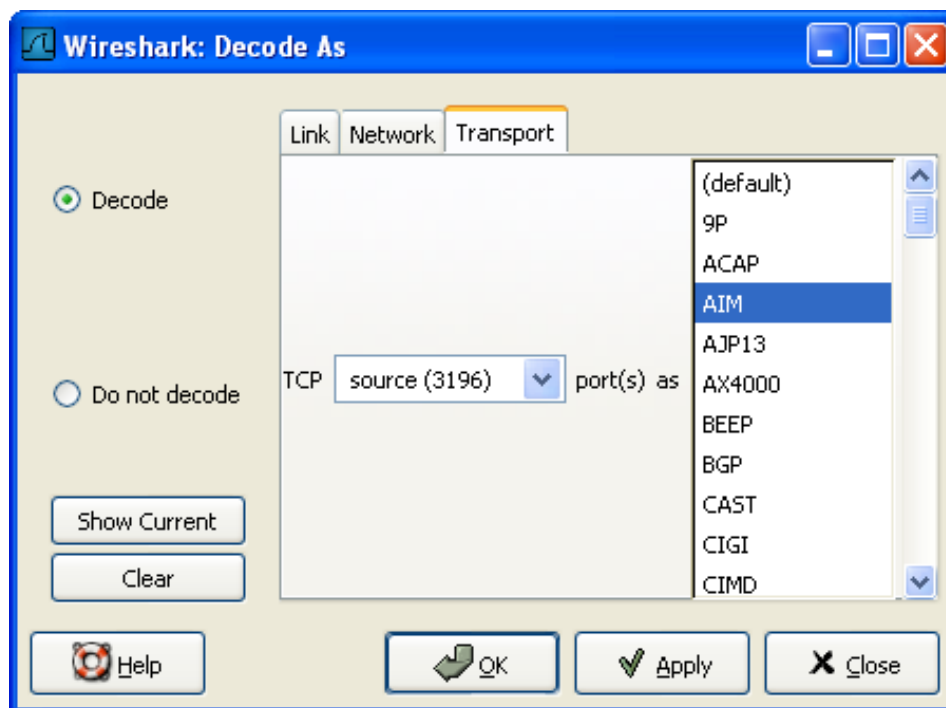 Wireshark: Decode As
Link Network Transport
Decode
Do not decode
TCP source (3196) port(s) as
(default)
9P
ACAP
AIM
AJP13
AX4000
BEEP
BGP
CAST
CIGI
CIMD
Show Current
Clear
Help OK Apply Close